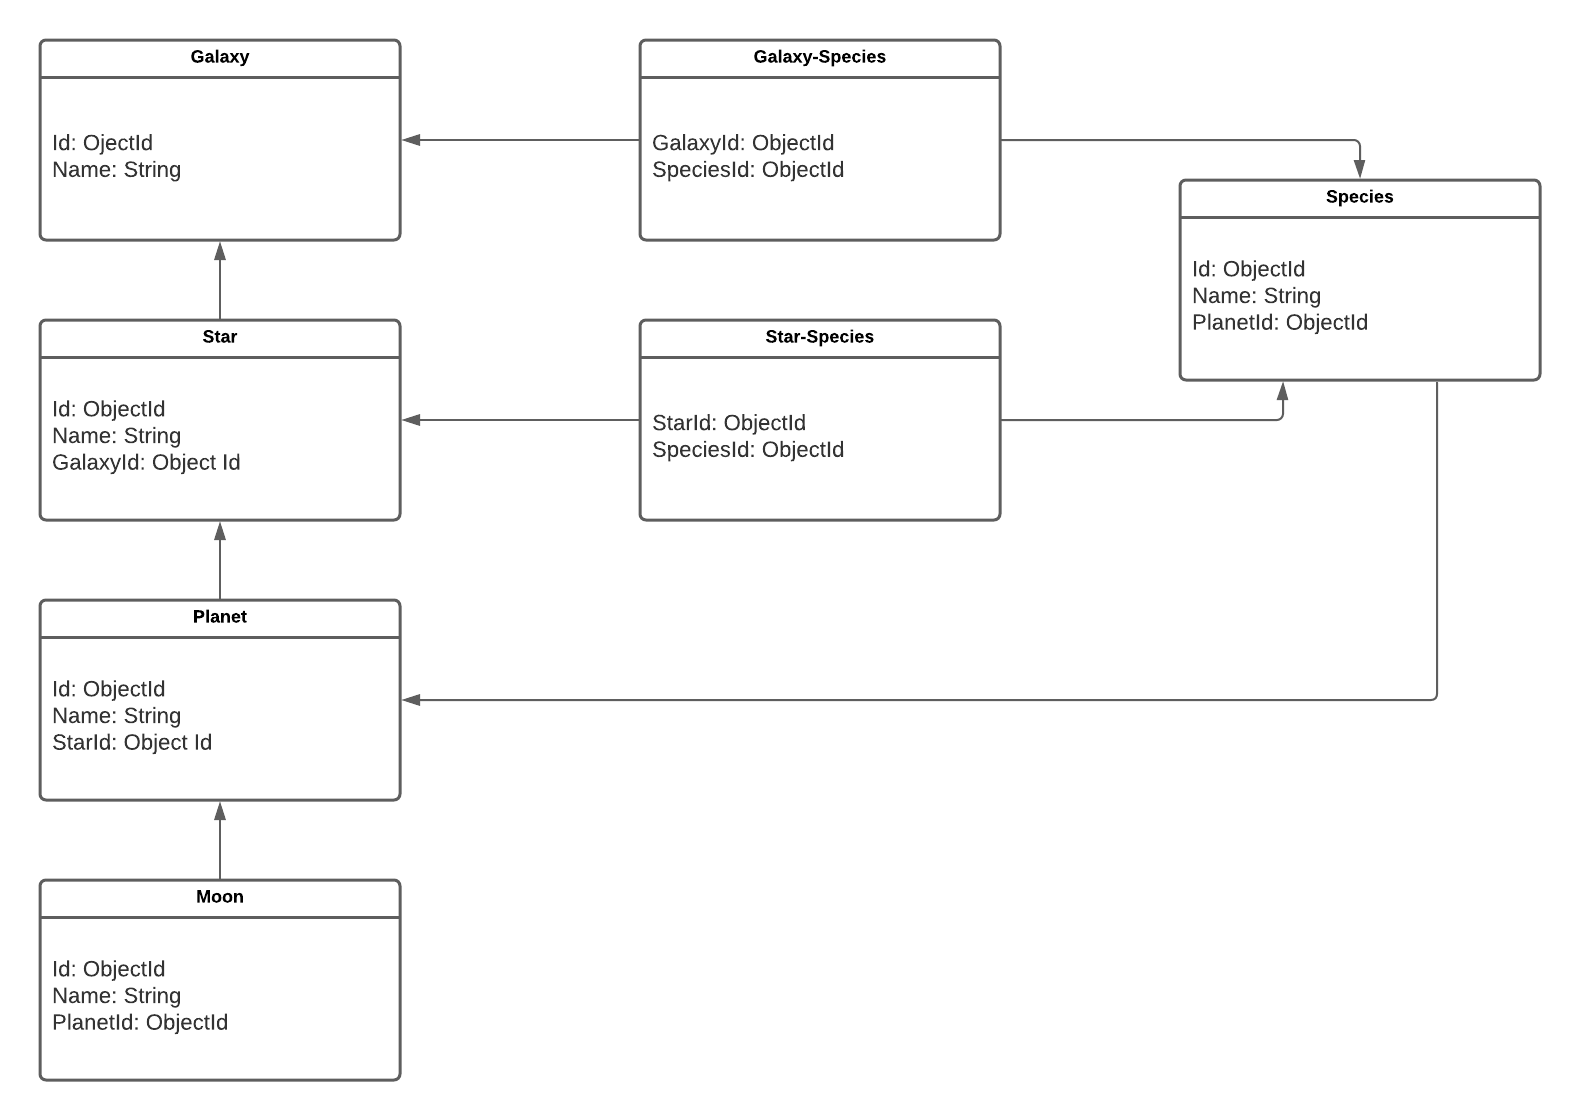 Galaxy
Id: OjectId
Name: String
Galaxy-Species
GalaxyId: ObjectId
SpeciesId: ObjectId
Species
Id: ObjectId
Name: String
PlanetId: ObjectId
Star
Id: ObjectId
Name: String
GalaxyId: Object Id
Star-Species
StarId: ObjectId
SpeciesId: ObjectId
Planet
Id: ObjectId
Name: String
StarId: Object Id
Moon
Id: ObjectId
Name: String
PlanetId: ObjectId